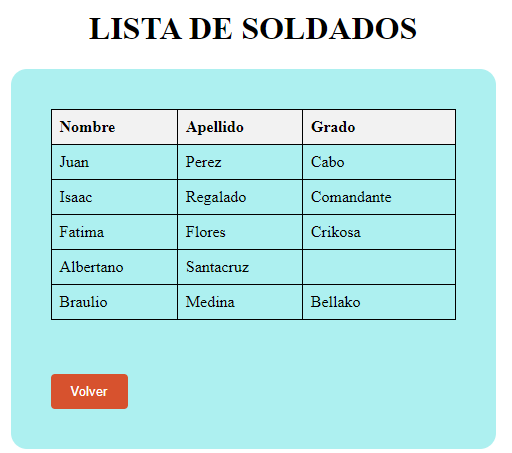 LISTA DE SOLDADOS
Nombre Apellido Grado
Juan Perez Cabo
Isaac Regalado Comandante
Fatima Flores Crikosa
Albertano Santacruz
Braulio Medina Bellako
Volver